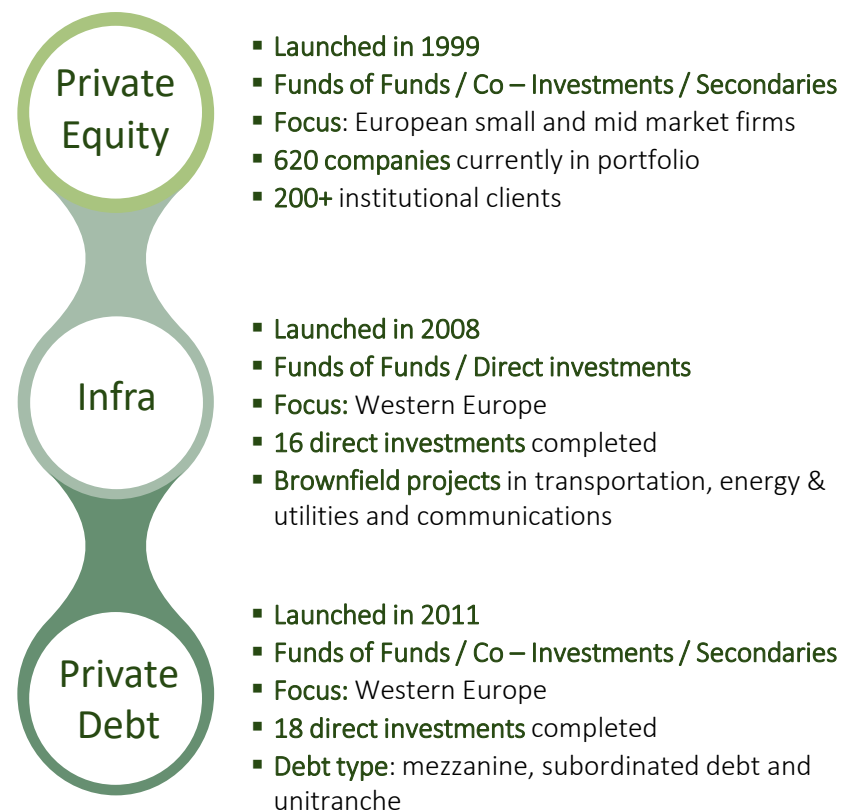 Private
Equity
▪ Launched in 1999
▪ Funds of Funds / Co – Investments / Secondaries
▪ Focus: European small and mid market firms
▪ 620 companies currently in portfolio
▪ 200+ institutional clients
Infra
▪ Launched in 2008
▪ Funds of Funds / Direct investments
▪ Focus: Western Europe
▪ 16 direct investments completed
▪ Brownfield projects in transportation, energy &
utilities and communications
Private
Debt
▪ Launched in 2011
▪ Funds of Funds / Co – Investments / Secondaries
▪ Focus: Western Europe
▪ 18 direct investments completed
▪ Debt type: mezzanine, subordinated debt and
unitranche